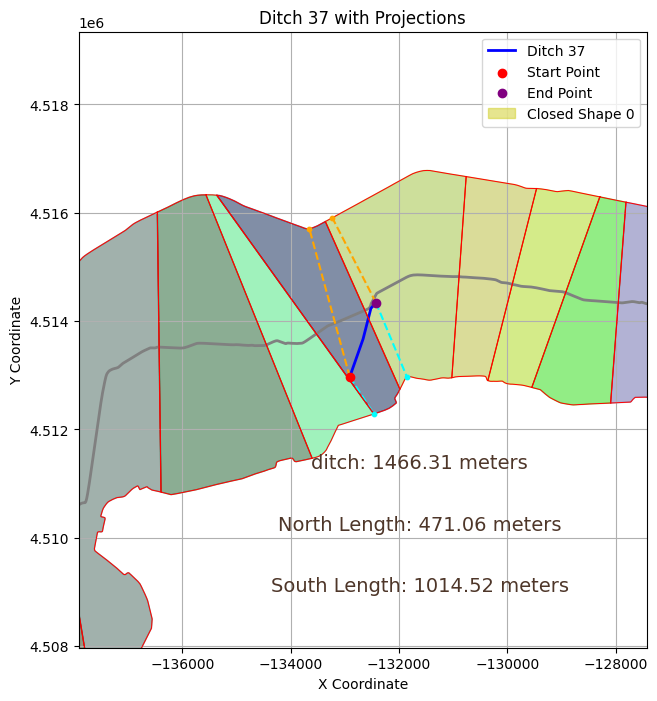 Ditch 37 with Projections
1e6
Ditch 37
Start Point
End Point
Closed Shape 0
4.518
4.516
4.514
4.512
4.510
4.508
Y Coordinate
ditch: 1466.31 meters
North Length: 471.06 meters
South Length: 1014.52 meters
−136000 −134000 −132000 −130000 −128000
X Coordinate